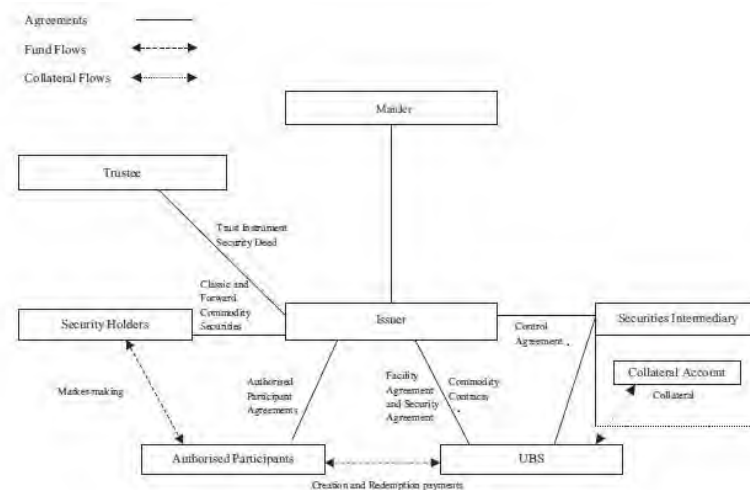 Agreements
Fund Flows
Collateral Flows
Manler
Trustee
Trust Instrument
Security Deed
Classic and
Forward
Commodity
Securities
Security Holders
Issuer
Control
Agreement
Securities Intermediary
Collateral Account
Collateral
Market-making
Authorised
Participant
Agreements
Facility
Agreement
and Security
Agreement
Commodity
Contracts
Authorised Participants
UBS
Creation and Redemption payments